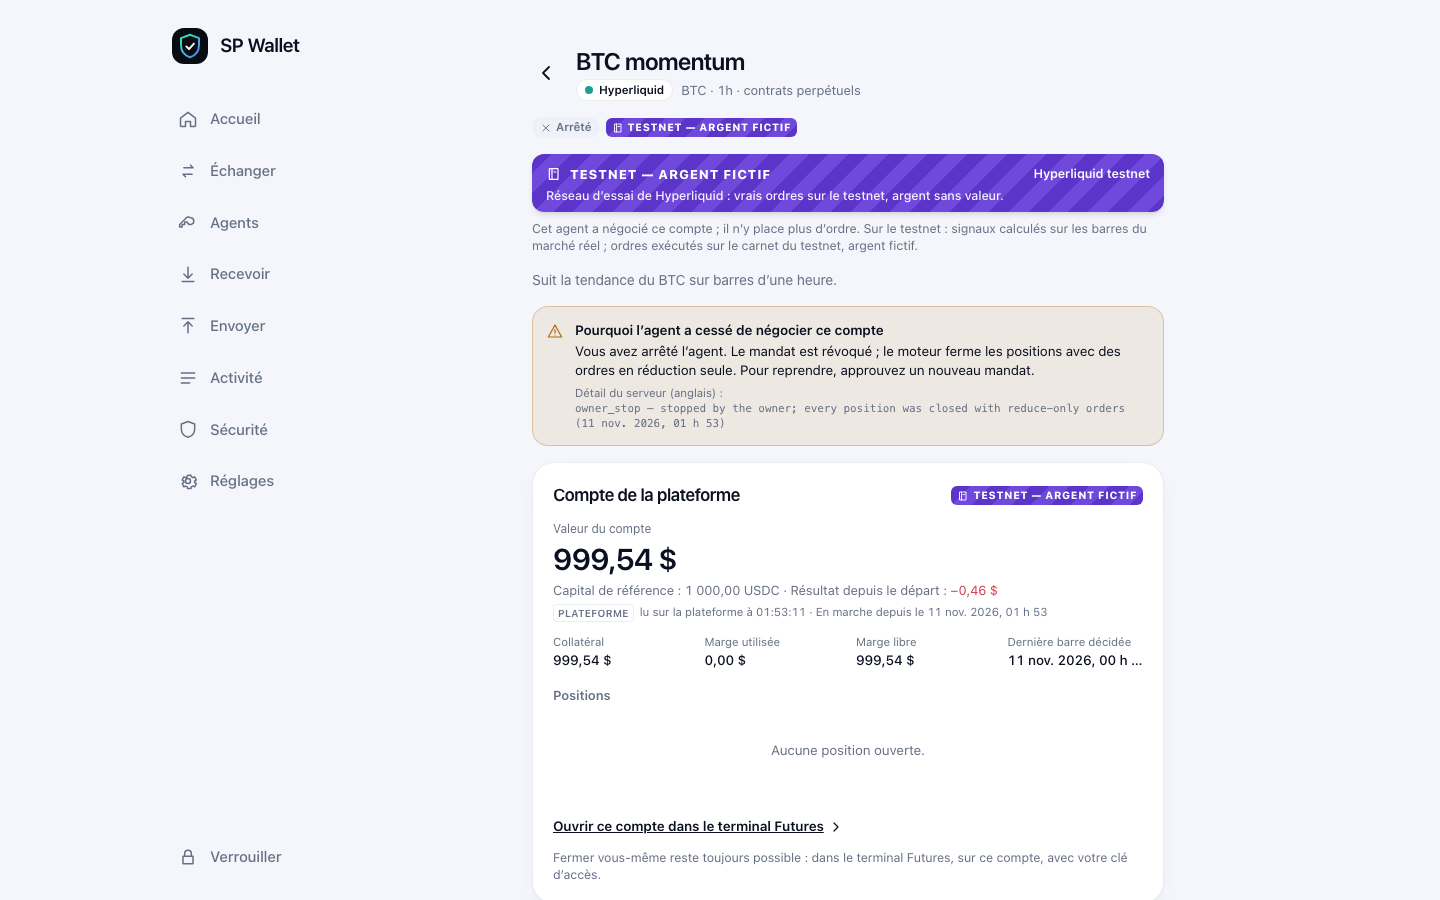 SP Wallet
Accueil
Échanger
Agents
Recevoir
Envoyer
Activité
Sécurité
Réglages
Verrouiller
BTC momentum
Hyperliquid BTC · 1h · contrats perpétuels
Arrêté TESTNET — ARGENT FICTIF
TESTNET — ARGENT FICTIF Hyperliquid testnet
Réseau d’essai de Hyperliquid : vrais ordres sur le testnet, argent sans valeur.
Cet agent a négocié ce compte ; il n’y place plus d’ordre. Sur le testnet : signaux calculés sur les barres du
marché réel ; ordres exécutés sur le carnet du testnet, argent fictif.
Suit la tendance du BTC sur barres d’une heure.
Pourquoi l’agent a cessé de négocier ce compte
Vous avez arrêté l’agent. Le mandat est révoqué ; le moteur ferme les positions avec des
ordres en réduction seule. Pour reprendre, approuvez un nouveau mandat.
Détail du serveur (anglais) :
owner_stop — stopped by the owner; every position was closed with reduce-only orders
(11 nov. 2026, 01 h 53)
Compte de la plateforme TESTNET — ARGENT FICTIF
Valeur du compte
999,54 $
Capital de référence : 1 000,00 USDC · Résultat depuis le départ : −0,46 $
PLATEFORME lu sur la plateforme à 01:53:11 · En marche depuis le 11 nov. 2026, 01 h 53
Collatéral Marge utilisée Marge libre Dernière barre décidée
999,54 $ 0,00 $ 999,54 $ 11 nov. 2026, 00 h ...
Positions
Aucune position ouverte.
Ouvrir ce compte dans le terminal Futures
Fermer vous-même reste toujours possible : dans le terminal Futures, sur ce compte, avec votre clé
d’accès.